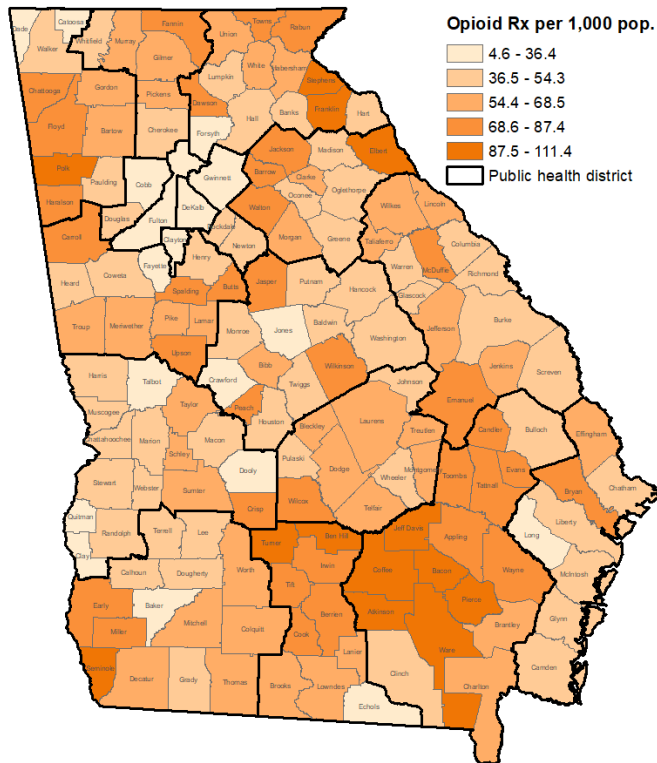 Opioid Rx per 1,000 pop.
4.6 - 36.4
36.5 - 54.3
54.4 - 68.5
68.6 - 87.4
87.5 - 111.4
Public health district
Dade
Catoosa
Fannin
Towns
Rabun
Walker
Whitfield
Murray
Union
Gilmer
White
Habersham
Lumpkin
Stephens
Chattooga
Gordon
Pickens
Dawson
Franklin
Hart
Banks
Hall
Floyd
Bartow
Cherokee
Forsyth
Jackson
Madison
Elbert
Polk
Paulding
Cobb
Gwinnett
Barrow
Clarke
Oglethorpe
Oconee
Wilkes
Lincoln
Haralson
Douglas
Fulton
DeKalb
Rockdale
Walton
Morgan
Greene
Taliaferro
Columbia
Carroll
Clayton
Newton
Fayette
Henry
Warren
McDuffie
Richmond
Heard
Coweta
Spalding
Butts
Jasper
Putnam
Hancock
Glascock
Burke
Troup
Meriwether
Pike
Lamar
Monroe
Jones
Baldwin
Washington
Jefferson
Upson
Bibb
Wilkinson
Jenkins
Screven
Harris
Talbot
Crawford
Twiggs
Johnson
Emanuel
Muscogee
Taylor
Peach
Houston
Bleckley
Laurens
Treutlen
Candler
Bulloch
Effingham
Chattahoochee
Marion
Macon
Schley
Pulaski
Dodge
Wheeler
Montgomery
Toombs
Tattnall
Evans
Bryan
Chatham
Stewart
Webster
Sumter
Dooly
Crisp
Wilcox
Telfair
Quitman
Randolph
Terrell
Lee
Turner
Ben Hill
Jeff Davis
Appling
Long
Liberty
Clay
Calhoun
Dougherty
Worth
Irwin
Tift
Coffee
Bacon
Wayne
McIntosh
Early
Baker
Mitchell
Miller
Colquitt
Berrien
Cook
Atkinson
Pierce
Brantley
Glynn
Seminole
Decatur
Grady
Thomas
Brooks
Lanier
Lowndes
Clinch
Ware
Charlton
Camden
Echols